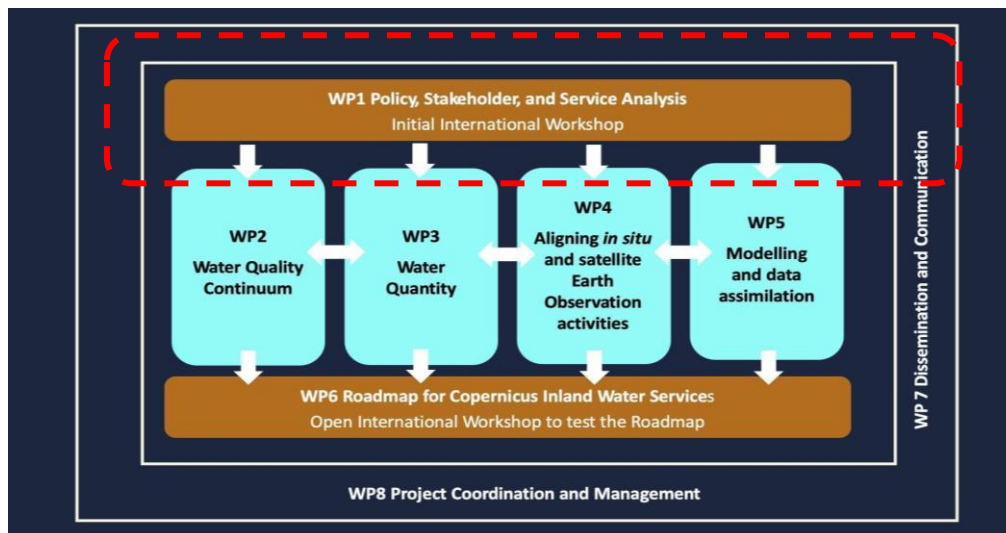 WP1 Policy, Stakeholder, and Service Analysis
Initial International Workshop
WP2
Water Quality
Continuum
WP3
Water
Quantity
WP4
Aligning in situ
and satellite
Earth
Observation
activities
WP5
Modelling
and data
assimilation
WP6 Roadmap for Copernicus Inland Water Services
Open International Workshop to test the Roadmap
WP8 Project Coordination and Management
WP 7 Dissemination and Communication